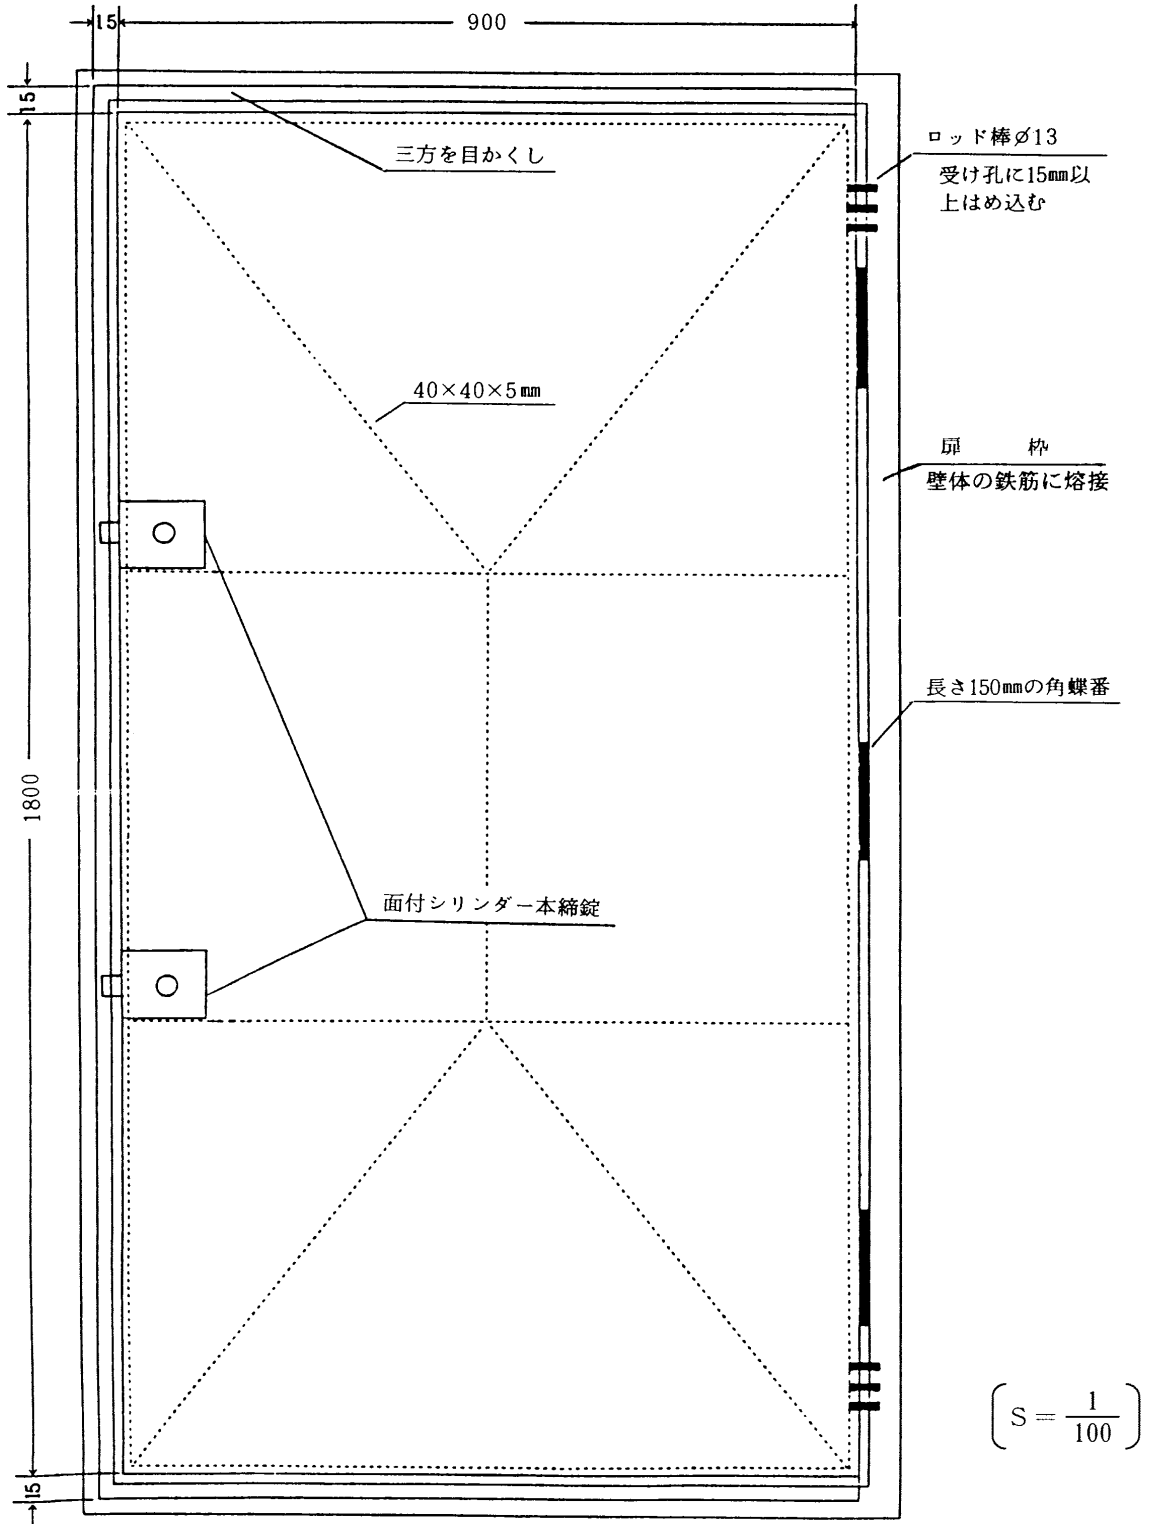 15
900
15
三方を目かくし
ロッド棒∅13
受け孔に15㎜以
上はめ込む
40×40×5㎜
扉　枠
壁体の鉄筋に熔接
長さ150㎜の角蝶番
1800
面付シリンダー本締錠
S = 1/100
15